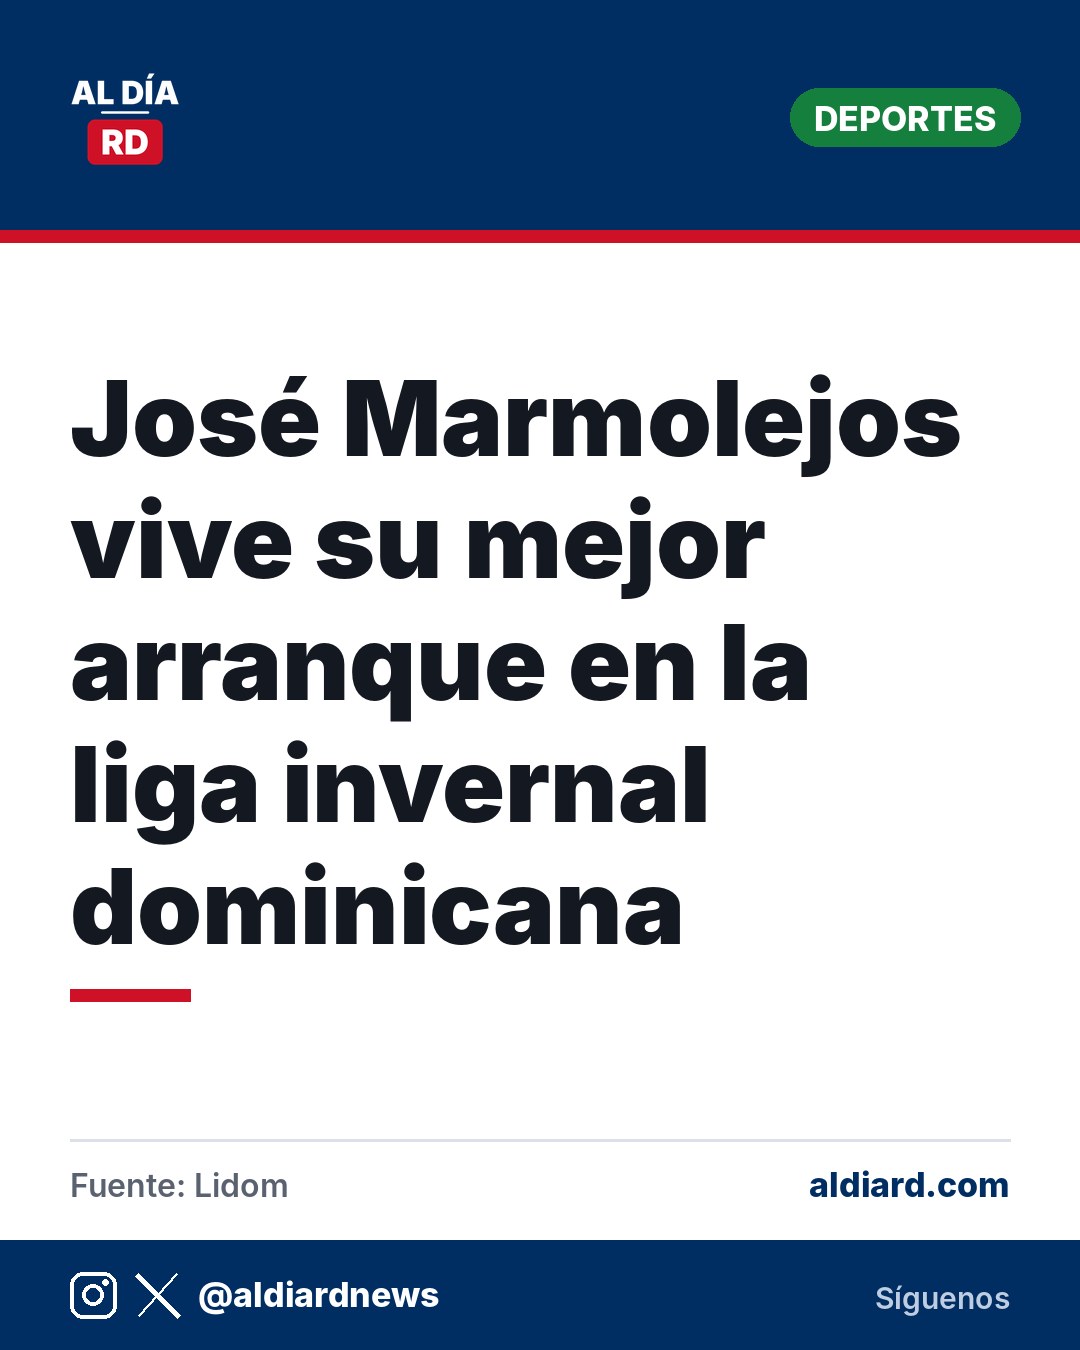 AL DÍA
RD
DEPORTES
José Marmolejos
vive su mejor
arranque en la
liga invernal
dominicana
Fuente: Lidom
aldiard.com
@aldiardnews
Síguenos